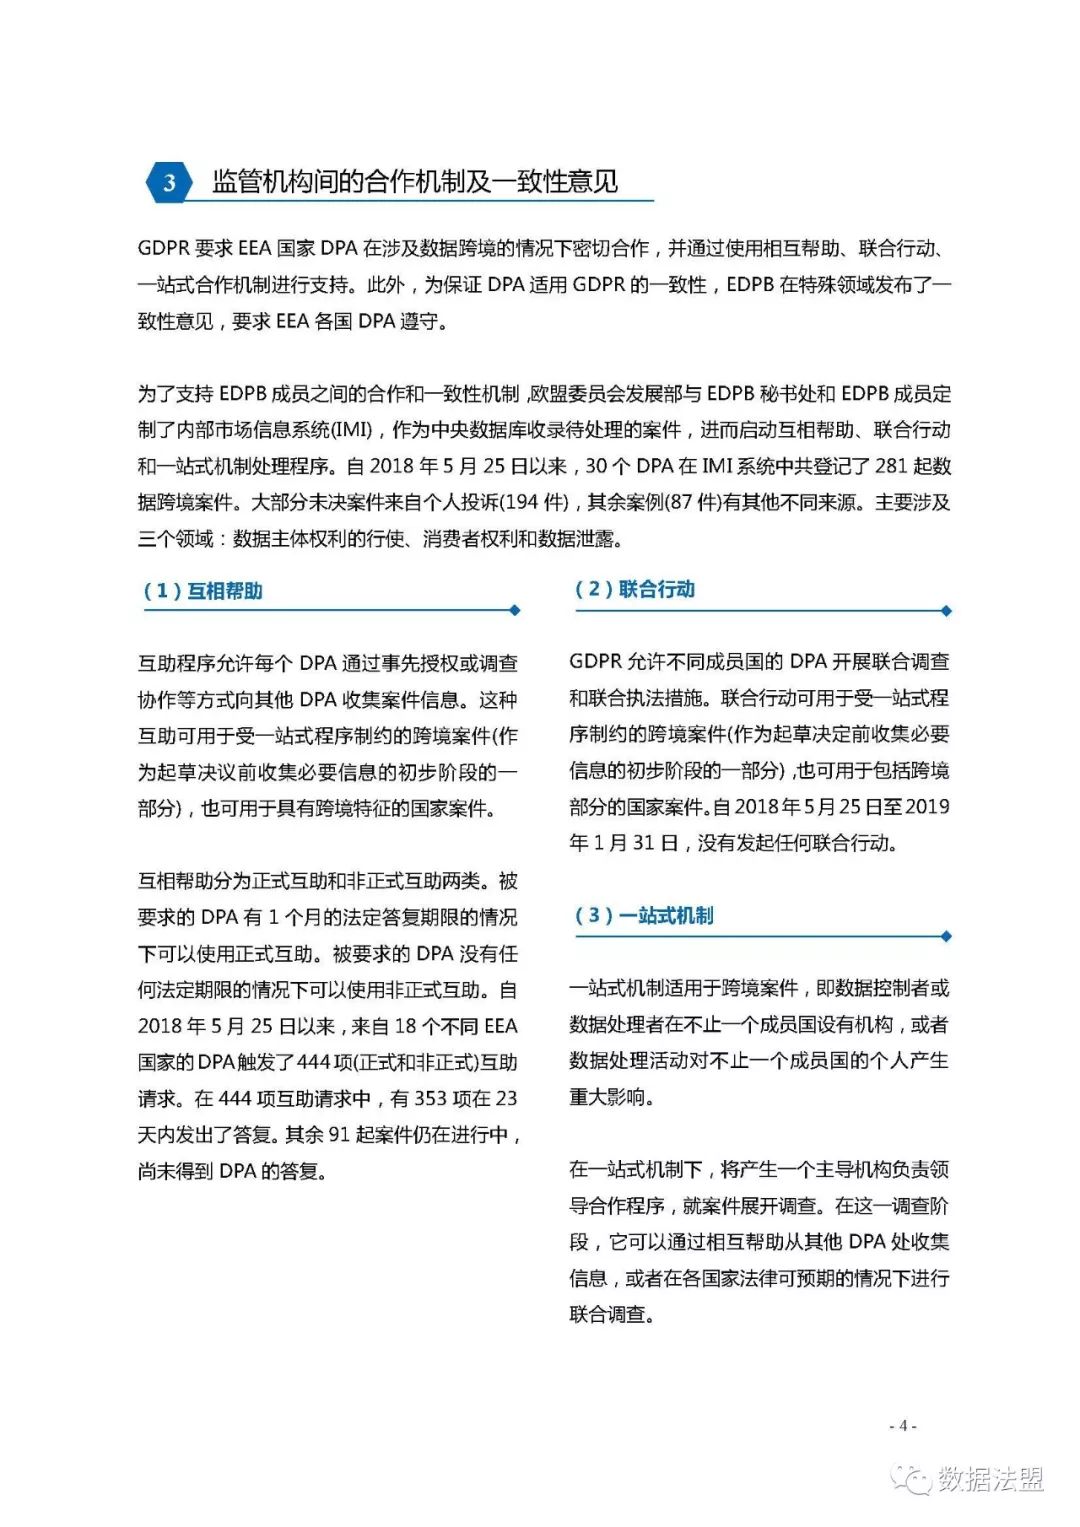 3 监管机构间的合作机制及一致性意见
GDPR 要求 EEA 国家 DPA 在涉及数据跨境的情况下密切合作，并通过使用相互帮助、联合行动、
一站式合作机制进行支持。此外，为保证 DPA 适用 GDPR 的一致性，EDPB 在特殊领域发布了一
致性意见，要求 EEA 各国 DPA 遵守。
为了支持 EDPB 成员之间的合作和一致性机制,欧盟委员会发展部与 EDPB 秘书处和 EDPB 成员定
制了内部市场信息系统(IMI)，作为中央数据库收录待处理的案件，进而启动互相帮助、联合行动
和一站式机制处理程序。自 2018 年 5 月 25 日以来，30 个 DPA 在 IMI 系统中共登记了 281 起数
据跨境案件。大部分未决案件来自个人投诉(194 件)，其余案例(87 件)有其他不同来源。主要涉及
三个领域：数据主体权利的行使、消费者权利和数据泄露。
（1）互相帮助
互助程序允许每个 DPA 通过事先授权或调查
协作等方式向其他 DPA 收集案件信息。这种
互助可用于受一站式程序制约的跨境案件(作
为起草决议前收集必要信息的初步阶段的一
部分)，也可用于具有跨境特征的国家案件。
互相帮助分为正式互助和非正式互助两类。被
要求的 DPA 有 1 个月的法定答复期限的情况
下可以使用正式互助。被要求的 DPA 没有任
何法定期限的情况下可以使用非正式互助。自
2018 年 5 月 25 日以来，来自 18 个不同 EEA
国家的 DPA 触发了 444 项(正式和非正式)互助
请求。在 444 项互助请求中，有 353 项在 23
天内发出了答复。其余 91 起案件仍在进行中，
尚未得到 DPA 的答复。
（2）联合行动
GDPR 允许不同成员国的 DPA 开展联合调查
和联合执法措施。联合行动可用于受一站式程
序制约的跨境案件(作为起草决定前收集必要
信息的初步阶段的一部分),也可用于包括跨境
部分的国家案件。自 2018 年 5 月 25 日至 2019
年 1 月 31 日，没有发起任何联合行动。
（3）一站式机制
一站式机制适用于跨境案件，即数据控制者或
数据处理者在不止一个成员国设有机构，或者
数据处理活动对不止一个成员国的个人产生
重大影响。
在一站式机制下，将产生一个主导机构负责领
导合作程序，就案件展开调查。在这一调查阶
段，它可以通过相互帮助从其他 DPA 处收集
信息，或者在各国家法律可预期的情况下进行
联合调查。
- 4 -
数据法盟